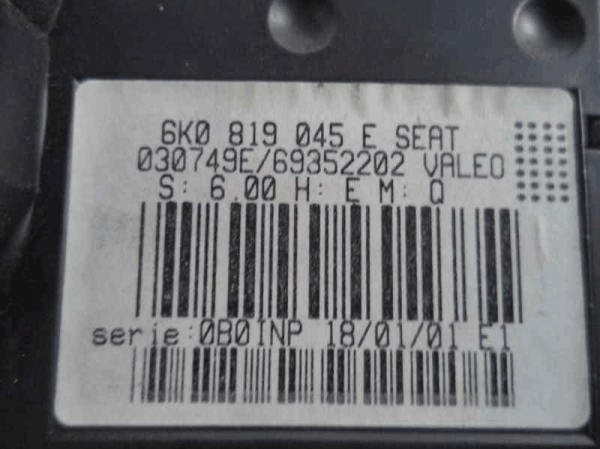 6K0 819 045 E SEAT
030749E/69352202 VALEO
S: 6.00 H: E M: Q
serie:0B0INP 18/01/01 E1